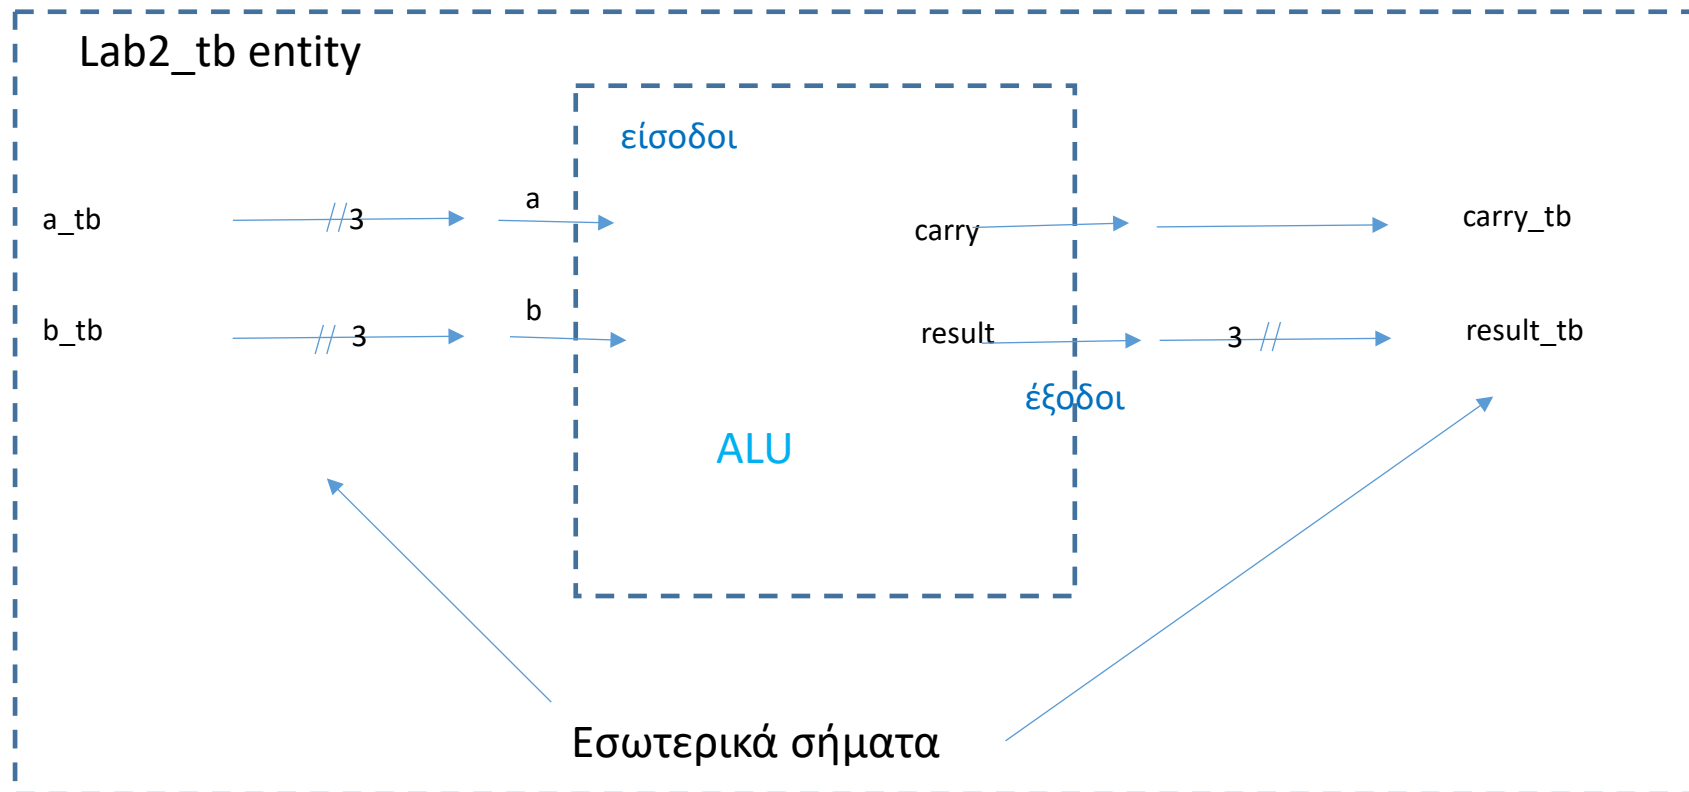 Lab2_tb entity
είσοδοι
a_tb
3
a
carry
carry_tb
b_tb
3
b
result
3
result_tb
έξοδοι
ALU
Εσωτερικά σήματα